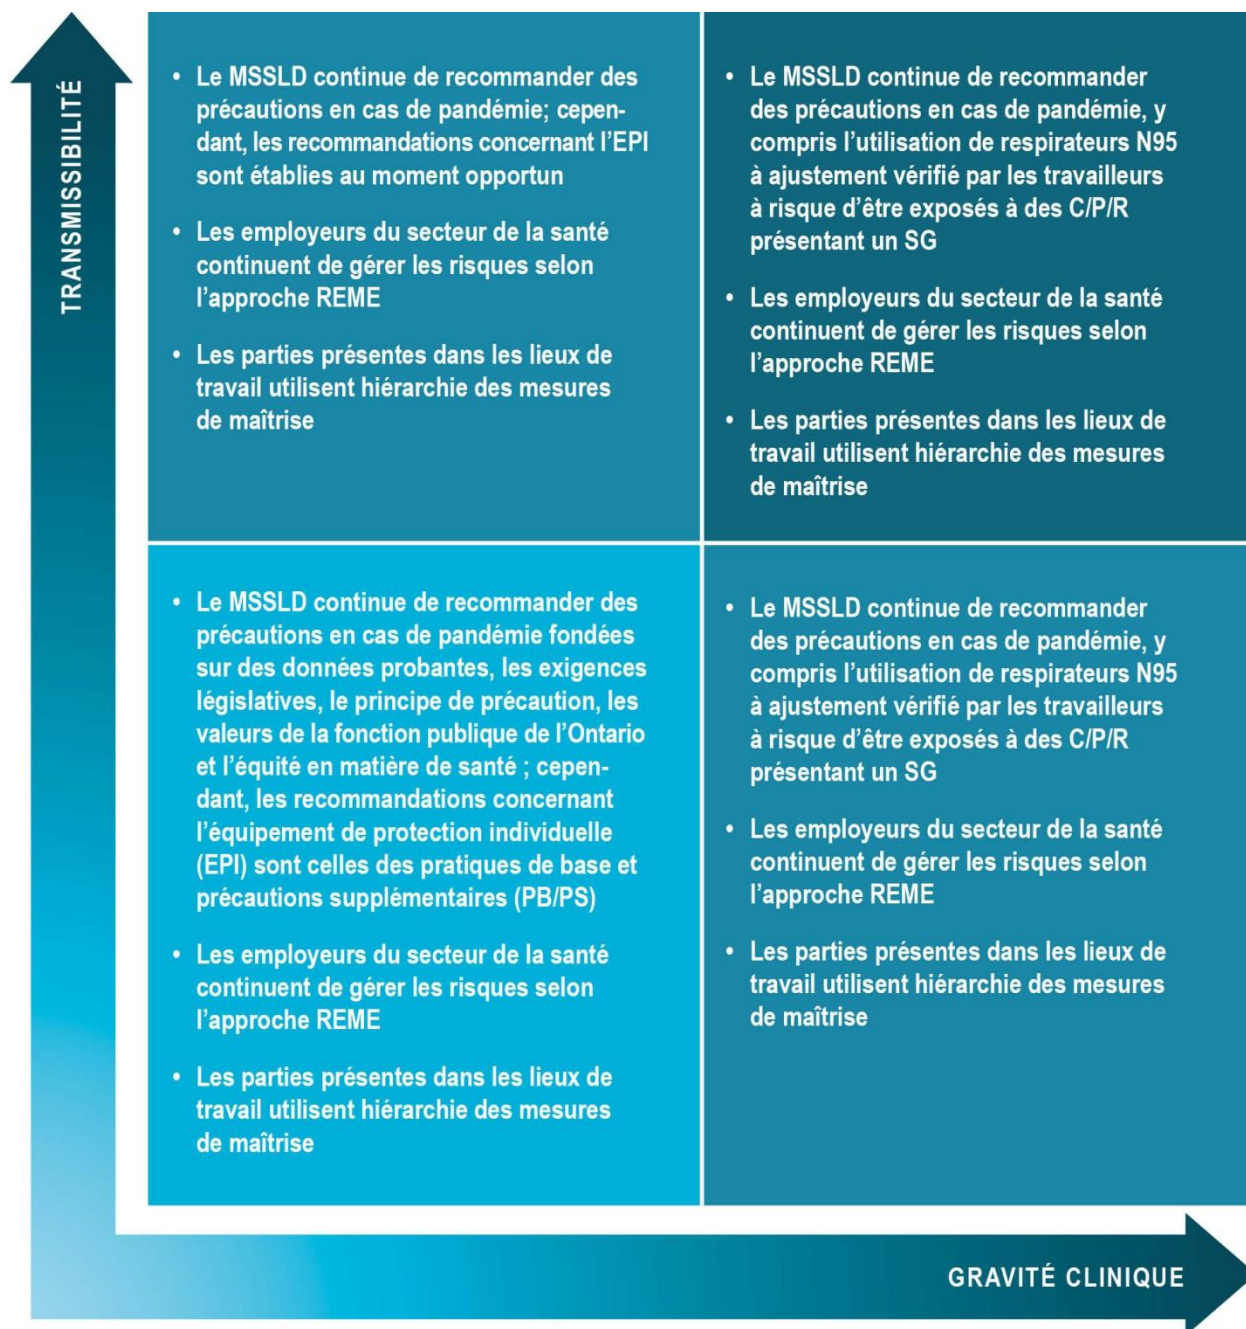 TRANSMISSIBILITÉ
• Le MSSLD continue de recommander des
précautions en cas de pandémie; cepen-
dant, les recommandations concernant l’EPI
sont établies au moment opportun
• Les employeurs du secteur de la santé
continuent de gérer les risques selon
l’approche REME
• Les parties présentes dans les lieux de
travail utilisent hiérarchie des mesures
de maîtrise
• Le MSSLD continue de recommander
des précautions en cas de pandémie, y
compris l’utilisation de respirateurs N95
à ajustement vérifié par les travailleurs
à risque d’être exposés à des C/P/R
présentant un SG
• Les employeurs du secteur de la santé
continuent de gérer les risques selon
l’approche REME
• Les parties présentes dans les lieux de
travail utilisent hiérarchie des mesures
de maîtrise
• Le MSSLD continue de recommander des
précautions en cas de pandémie fondées
sur des données probantes, les exigences
législatives, le principe de précaution, les
valeurs de la fonction publique de l’Ontario
et l’équité en matière de santé ; cepen-
dant, les recommandations concernant
l’équipement de protection individuelle
(EPI) sont celles des pratiques de base et
précautions supplémentaires (PB/PS)
• Les employeurs du secteur de la santé
continuent de gérer les risques selon
l’approche REME
• Les parties présentes dans les lieux de
travail utilisent hiérarchie des mesures
de maîtrise
• Le MSSLD continue de recommander
des précautions en cas de pandémie, y
compris l’utilisation de respirateurs N95
à ajustement vérifié par les travailleurs
à risque d’être exposés à des C/P/R
présentant un SG
• Les employeurs du secteur de la santé
continuent de gérer les risques selon
l’approche REME
• Les parties présentes dans les lieux de
travail utilisent hiérarchie des mesures
de maîtrise
GRAVITÉ CLINIQUE